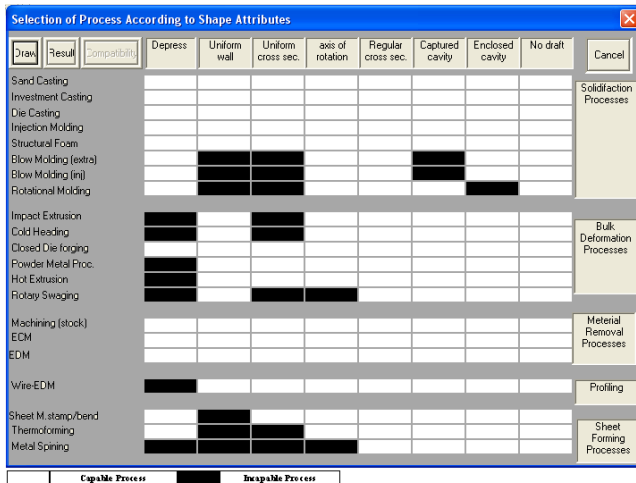 Selection of Process According to Shape Attributes
Draw Result Compatibility Depress Uniform wall Uniform cross sec. axis of rotation Regular cross sec. Captured cavity Enclosed cavity No draft Cancel
Sand Casting
Investment Casting
Die Casting
Injection Molding
Structural Foam
Blow Molding (extra)
Blow Molding (inj)
Rotational Molding
Solidifaction
Processes
Impact Extrusion
Cold Heading
Closed Die forging
Powder Metal Proc.
Hot Extrusion
Rotary Swaging
Bulk
Deformation
Processes
Machining (stock)
ECM
EDM
Meterial
Removal
Processes
Wire-EDM
Profiling
Sheet M.stamp/bend
Thermoforming
Metal Spining
Sheet
Forming
Processes
Capable Process Incapable Process